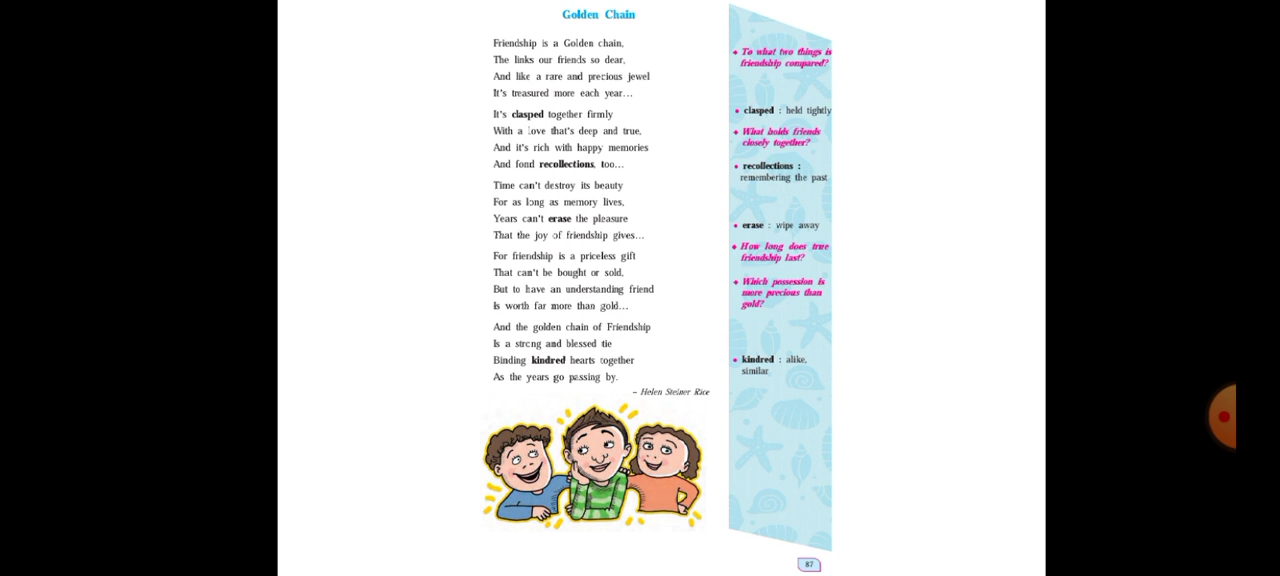 Golden Chain
Friendship is a Golden chain,
The links our friends so dear,
And like a rare and precious jewel
It's treasured more each year...
It's clasped together firmly
With a love that's deep and true,
And it's rich with happy memories
And fond recollections, too...
Time can't destroy its beauty
For as long as memory lives,
Years can't erase the pleasure
That the joy of friendship gives...
For friendship is a priceless gift
That can't be bought or sold,
But to have an understanding friend
Is worth far more than gold...
And the golden chain of Friendship
Is a strong and blessed tie
Binding kindred hearts together
As the years go passing by.
– Helen Steiner Rice
To what two things is
friendship compared?
clasped : held tightly
What holds friends
closely together?
recollections :
remembering the past
erase : wipe away
How long does true
friendship last?
Which possession is
more precious than
gold?
kindred : alike,
similar
87